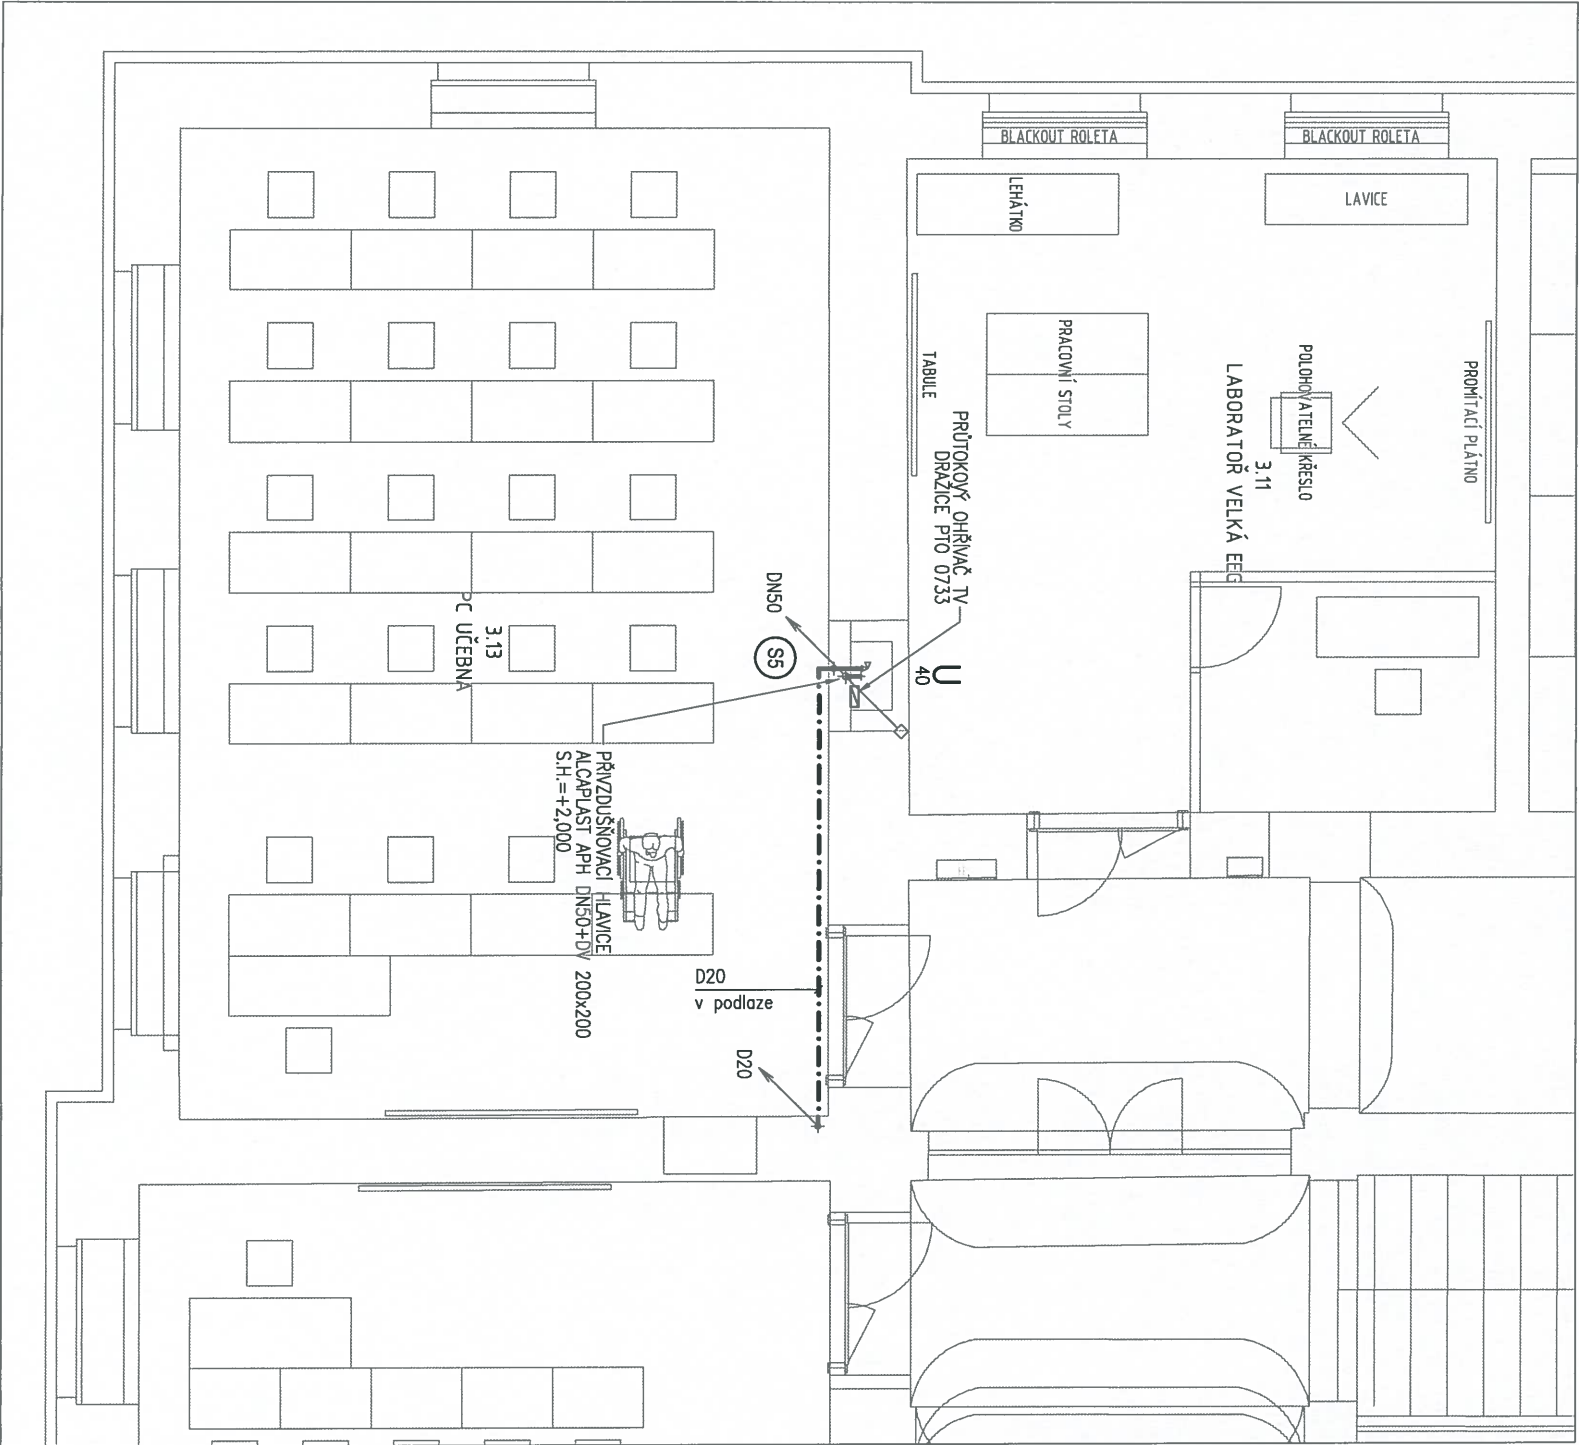 BLACKOUT ROLETA
BLACKOUT ROLETA
LEHÁTKO
LAVICE
TABULE
PRACOVNÍ STOLY
POLOHOVATELNÉ KŘESLO
PROMÍTACÍ PLÁTNO
3.11
LABORATOŘ VELKÁ EEG
PRŮTOKOVÝ OHŘÍVAČ TV
DRAŽICE PTO 0733
DN50
S5
U
40
3.13
PC UČEBNA
PŘIVZDUŠŇOVACÍ HLAVICE
ALCAPLAST APH DN50+DV 200x200
S.H.=+2,000
D20
v podlaze
D20